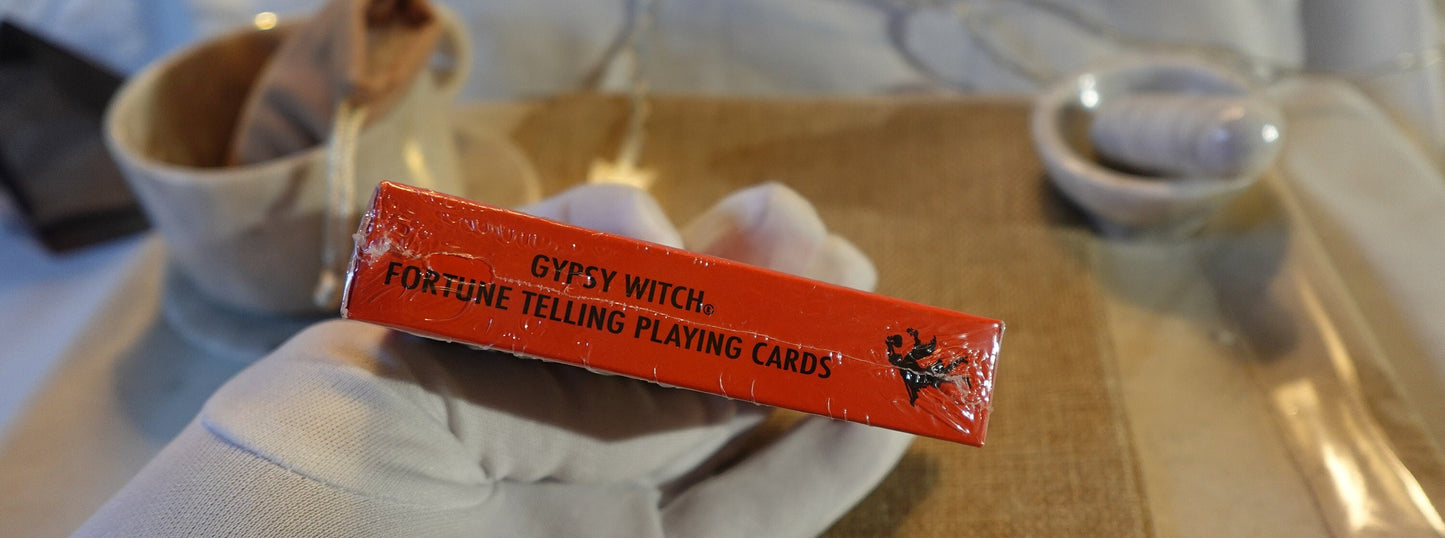 GYPSY WITCH®
FORTUNE TELLING PLAYING CARDS